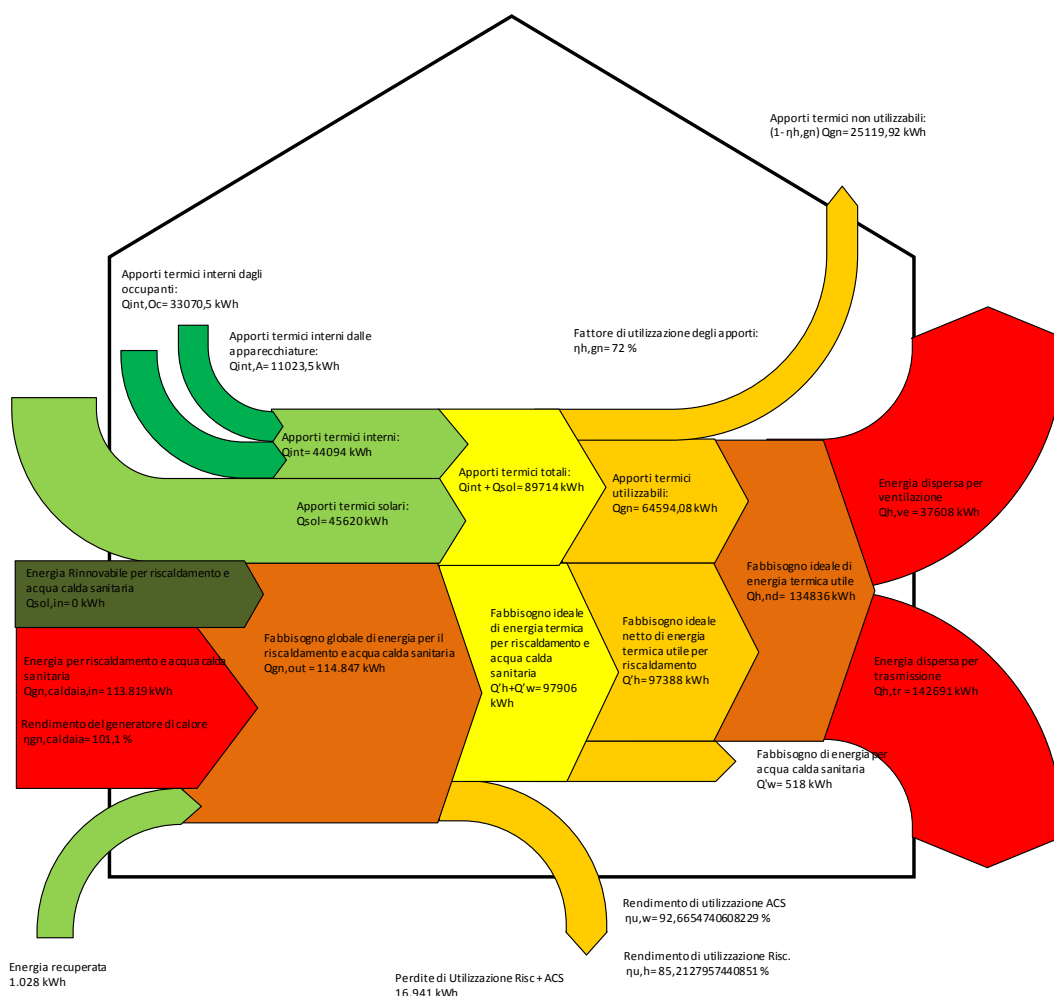 Apporti termici non utilizzabili:
(1- ηh,gn) Qgn= 25119,92 kWh
Apporti termici interni dagli
occupanti:
Qint,Oc= 33070,5 kWh
Apporti termici interni dalle
apparecchiature:
Qint,A= 11023,5 kWh
Fattore di utilizzazione degli apporti:
ηh,gn= 72 %
Apporti termici interni:
Qint= 44094 kWh
Apporti termici totali:
Qint + Qsol= 89714 kWh
Apporti termici
utilizzabili:
Qgn= 64594,08 kWh
Energia dispersa per
ventilazione
Qh,ve = 37608 kWh
Apporti termici solari:
Qsol= 45620 kWh
Energia Rinnovabile per riscaldamento e
acqua calda sanitaria
Qsol,in= 0 kWh
Fabbisogno ideale di
energia termica utile
Qh,nd= 134836 kWh
Fabbisogno globale di energia per il
riscaldamento e acqua calda sanitaria
Qgn,out = 114.847 kWh
Fabbisogno ideale
di energia termica
per riscaldamento e
acqua calda
sanitaria
Q'h+Q'w= 97906
kWh
Fabbisogno ideale
netto di energia
termica utile per
riscaldamento
Q'h= 97388 kWh
Energia per riscaldamento e acqua calda
sanitaria
Qgn,caldaia,in= 113.819 kWh
Rendimento del generatore di calore
ηgn,caldaia= 101,1 %
Energia dispersa per
trasmissione
Qh,tr = 142691 kWh
Fabbisogno di energia per
acqua calda sanitaria
Q'w= 518 kWh
Rendimento di utilizzazione ACS
ηu,w= 92,6654740608229 %
Rendimento di utilizzazione Risc.
ηu,h= 85,2127957440851 %
Energia recuperata
1.028 kWh
Perdite di Utilizzazione Risc + ACS
16.941 kWh